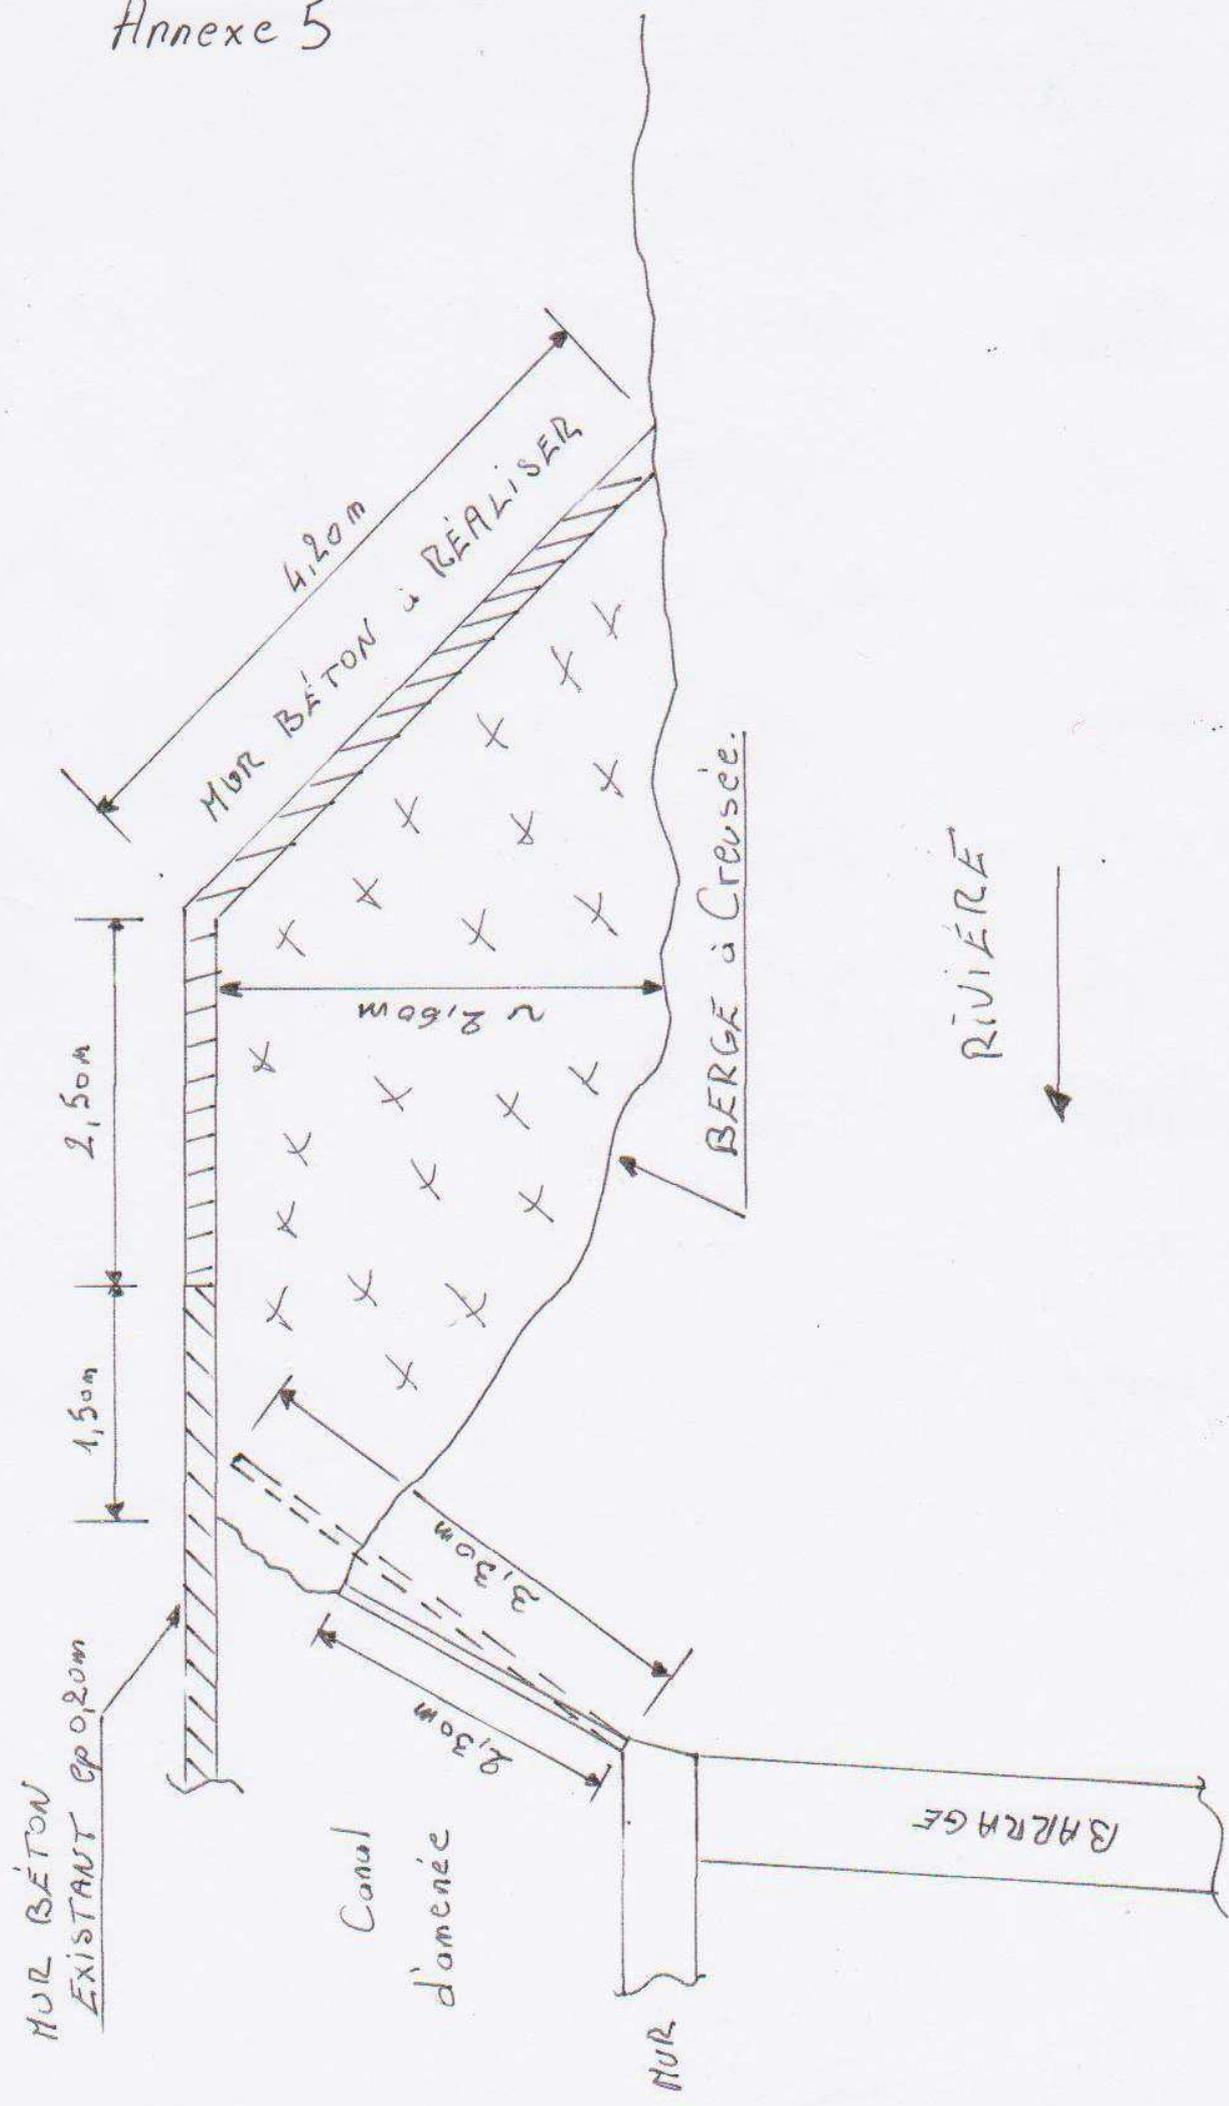 Annexe 5
MUR BÉTON
EXISTANT ep 0,20m
1,50m
2,50m
4,20m
MUR BÉTON à RÉALISER
≈ 2,60m
3,30m
2,30m
Canal
d'amenée
BERGE à Creusée.
RIVIÈRE
MUR
BARRAGE